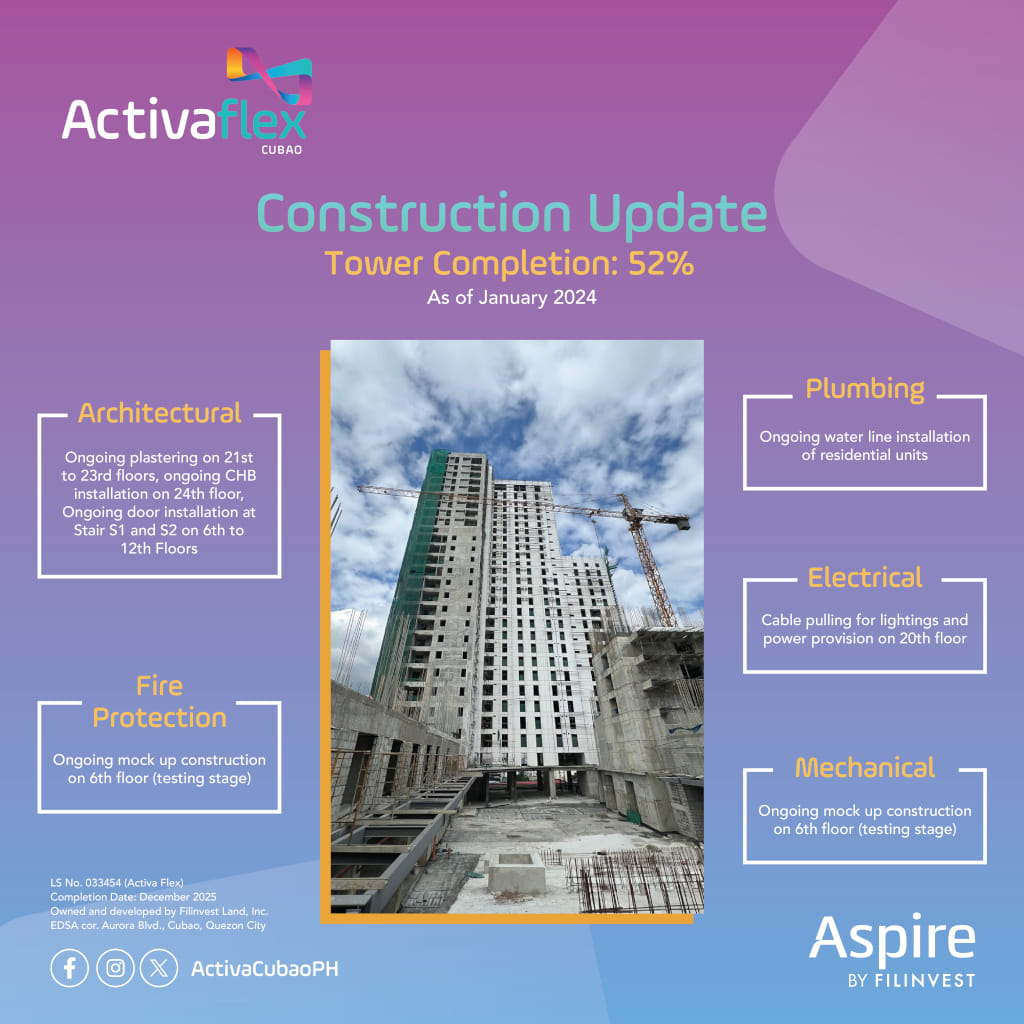 Activaflex
CUBAO
Construction Update
Tower Completion: 52%
As of January 2024
Architectural
Ongoing plastering on 21st
to 23rd floors, ongoing CHB
installation on 24th floor,
Ongoing door installation at
Stair S1 and S2 on 6th to
12th Floors
Fire
Protection
Ongoing mock up construction
on 6th floor (testing stage)
Plumbing
Ongoing water line installation
of residential units
Electrical
Cable pulling for lightings and
power provision on 20th floor
Mechanical
Ongoing mock up construction
on 6th floor (testing stage)
LS No. 033454 (Activa Flex)
Completion Date: December 2025
Owned and developed by Filinvest Land, Inc.
EDSA cor. Aurora Blvd., Cubao, Quezon City
ActivaCubaoPH
Aspire
BY FILINVEST